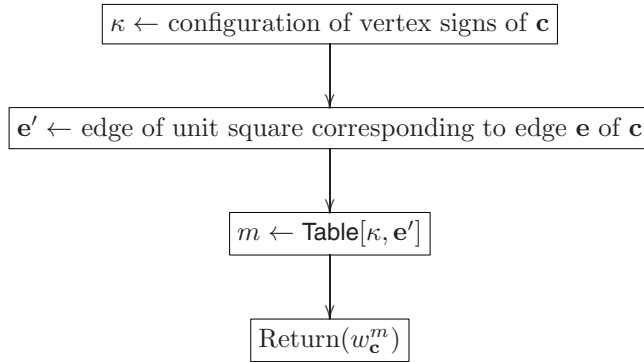 κ ← configuration of vertex signs of c
e′ ← edge of unit square corresponding to edge e of c
m ← Table[κ, e′]
Return(w_c^m)